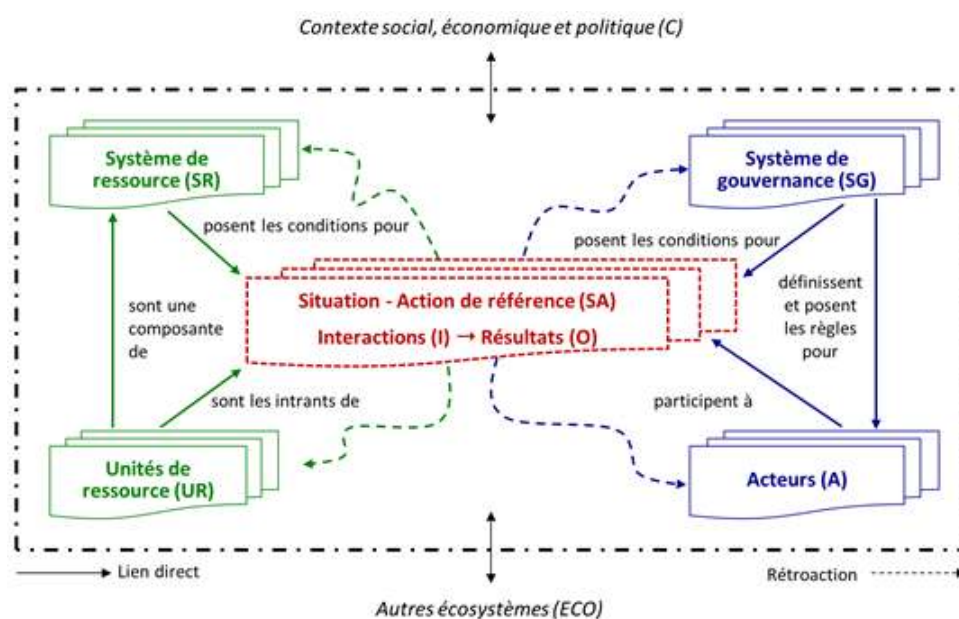 Contexte social, économique et politique (C)
Système de
ressource (SR)
Système de
gouvernance (SG)
posent les conditions pour
posent les conditions pour
sont une
composante
de
Situation - Action de référence (SA)
Interactions (I) → Résultats (O)
définissent
et posent
les règles
pour
sont les intrants de
participent à
Unités de
ressource (UR)
Acteurs (A)
Lien direct
Rétroaction
Autres écosystèmes (ECO)